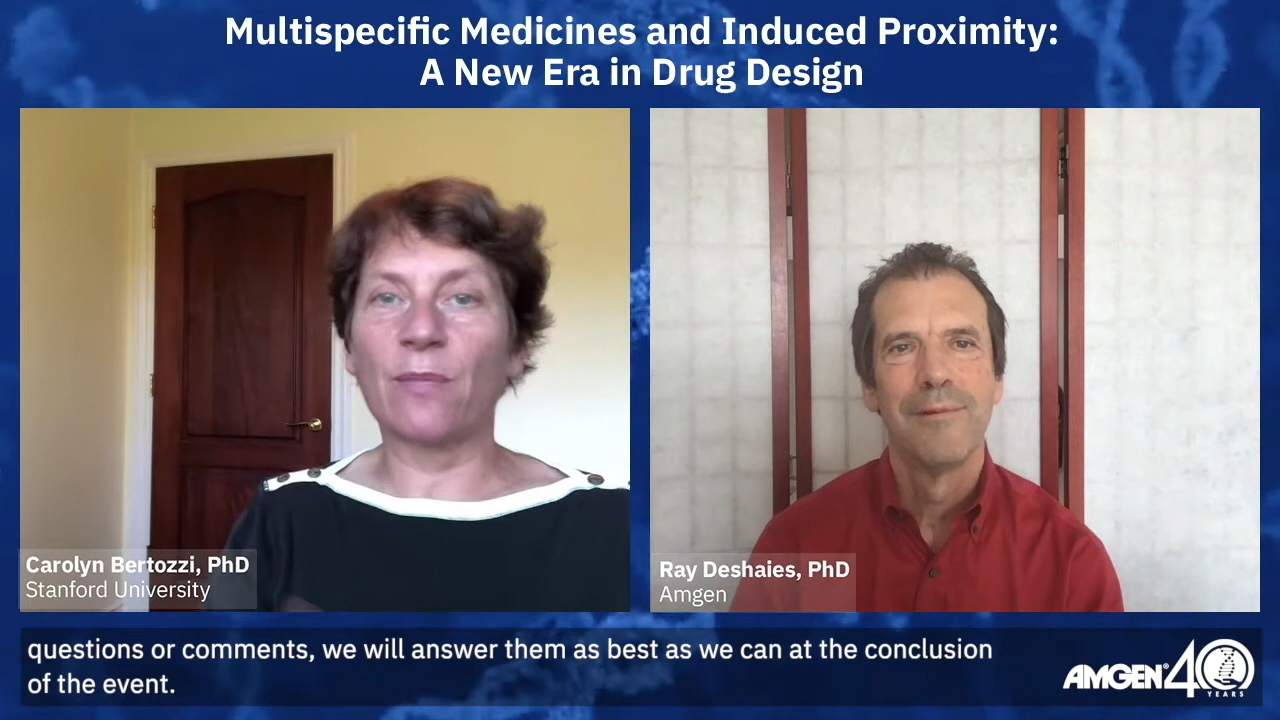 Multispecific Medicines and Induced Proximity:
A New Era in Drug Design
Carolyn Bertozzi, PhD
Stanford University
Ray Deshaies, PhD
Amgen
questions or comments, we will answer them as best as we can at the conclusion
of the event.
AMGEN® 40
YEARS